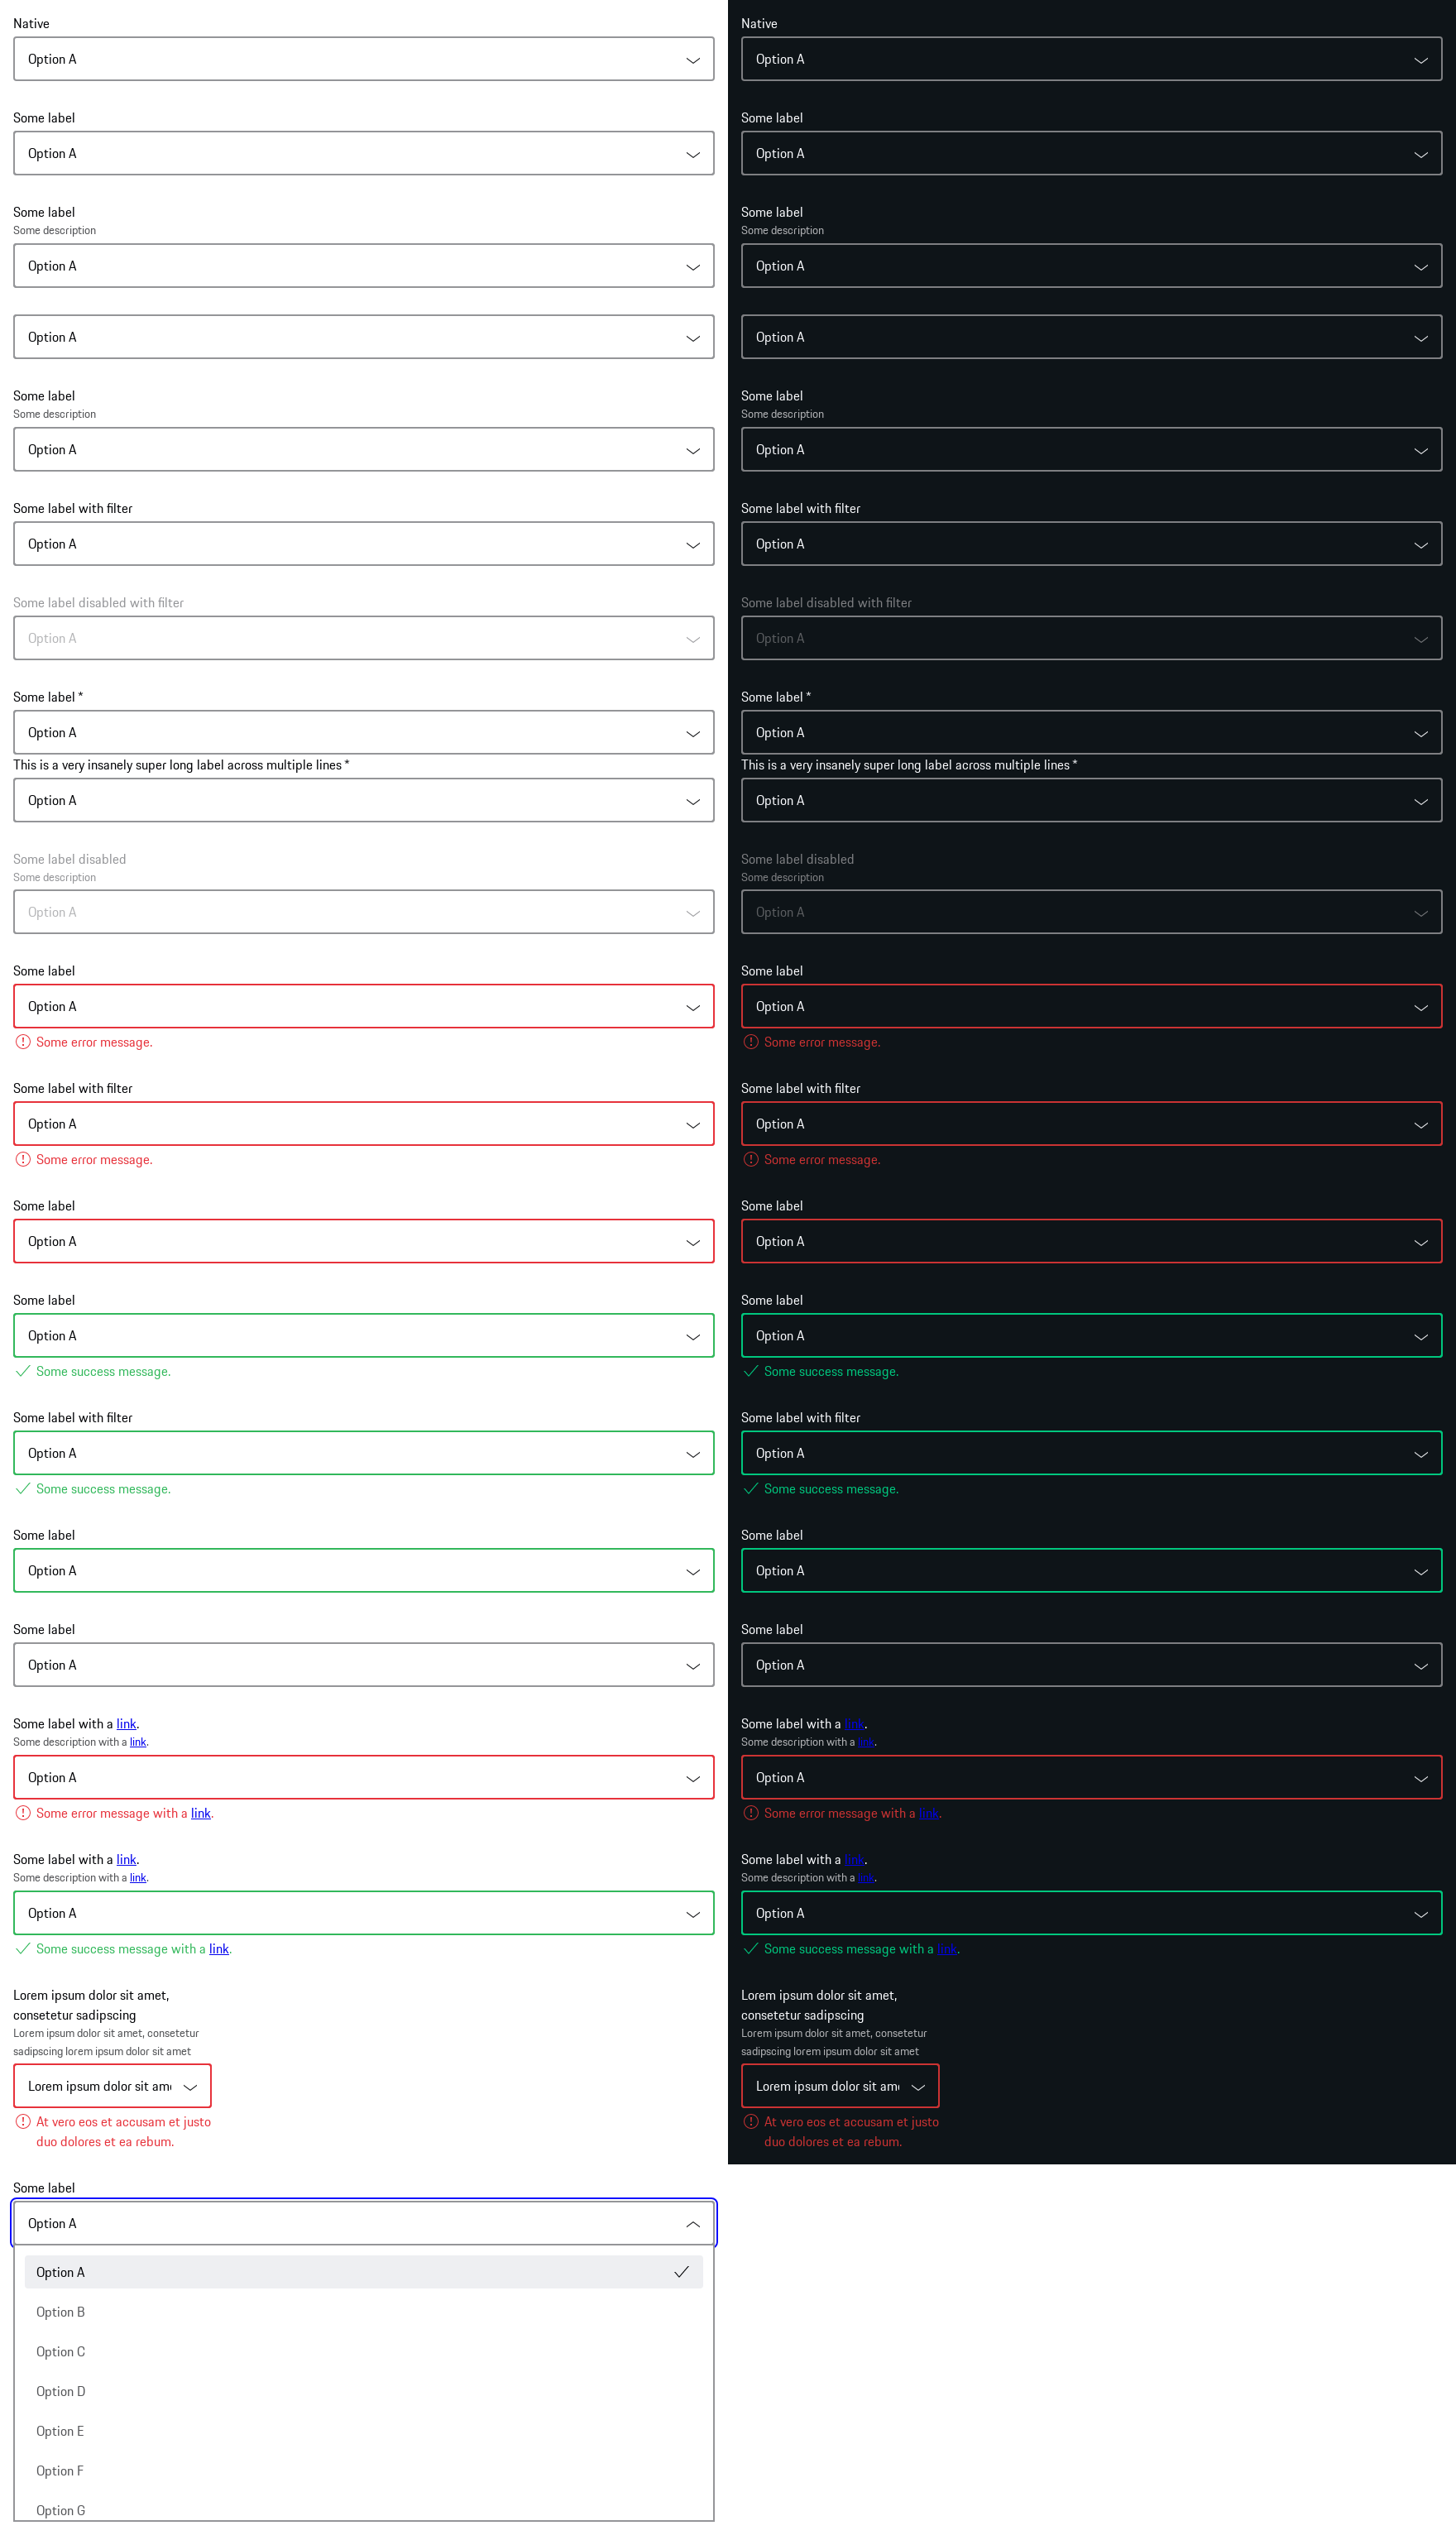 Native
Option A
Some label
Option A
Some label
Some description
Option A
Option A
Some label
Some description
Option A
Some label with filter
Option A
Some label disabled with filter
Option A
Some label *
Option A
This is a very insanely super long label across multiple lines *
Option A
Some label disabled
Some description
Option A
Some label
Option A
Some error message.
Some label with filter
Option A
Some error message.
Some label
Option A
Some label
Option A
Some success message.
Some label with filter
Option A
Some success message.
Some label
Option A
Some label
Option A
Some label with a link.
Some description with a link.
Option A
Some error message with a link.
Some label with a link.
Some description with a link.
Option A
Some success message with a link.
Lorem ipsum dolor sit amet,
consetetur sadipscing
Lorem ipsum dolor sit amet, consetetur
sadipscing lorem ipsum dolor sit amet
Lorem ipsum dolor sit am
At vero eos et accusam et justo
duo dolores et ea rebum.
Some label
Option A
Option A
Option B
Option C
Option D
Option E
Option F
Option G
Native
Option A
Some label
Option A
Some label
Some description
Option A
Option A
Some label
Some description
Option A
Some label with filter
Option A
Some label disabled with filter
Option A
Some label *
Option A
This is a very insanely super long label across multiple lines *
Option A
Some label disabled
Some description
Option A
Some label
Option A
Some error message.
Some label with filter
Option A
Some error message.
Some label
Option A
Some label
Option A
Some success message.
Some label with filter
Option A
Some success message.
Some label
Option A
Some label
Option A
Some label with a link.
Some description with a link.
Option A
Some error message with a link.
Some label with a link.
Some description with a link.
Option A
Some success message with a link.
Lorem ipsum dolor sit amet,
consetetur sadipscing
Lorem ipsum dolor sit amet, consetetur
sadipscing lorem ipsum dolor sit amet
Lorem ipsum dolor sit am
At vero eos et accusam et justo
duo dolores et ea rebum.